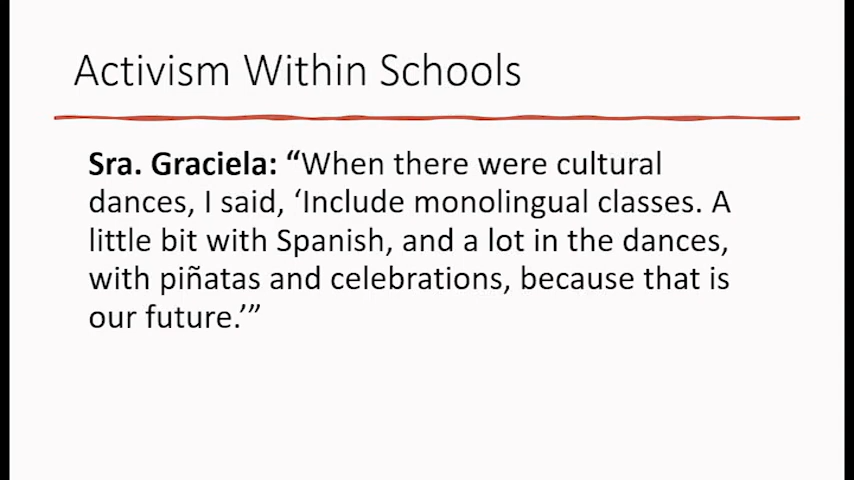 Activism Within Schools
Sra. Graciela: “When there were cultural
dances, I said, ‘Include monolingual classes. A
little bit with Spanish, and a lot in the dances,
with piñatas and celebrations, because that is
our future.’”